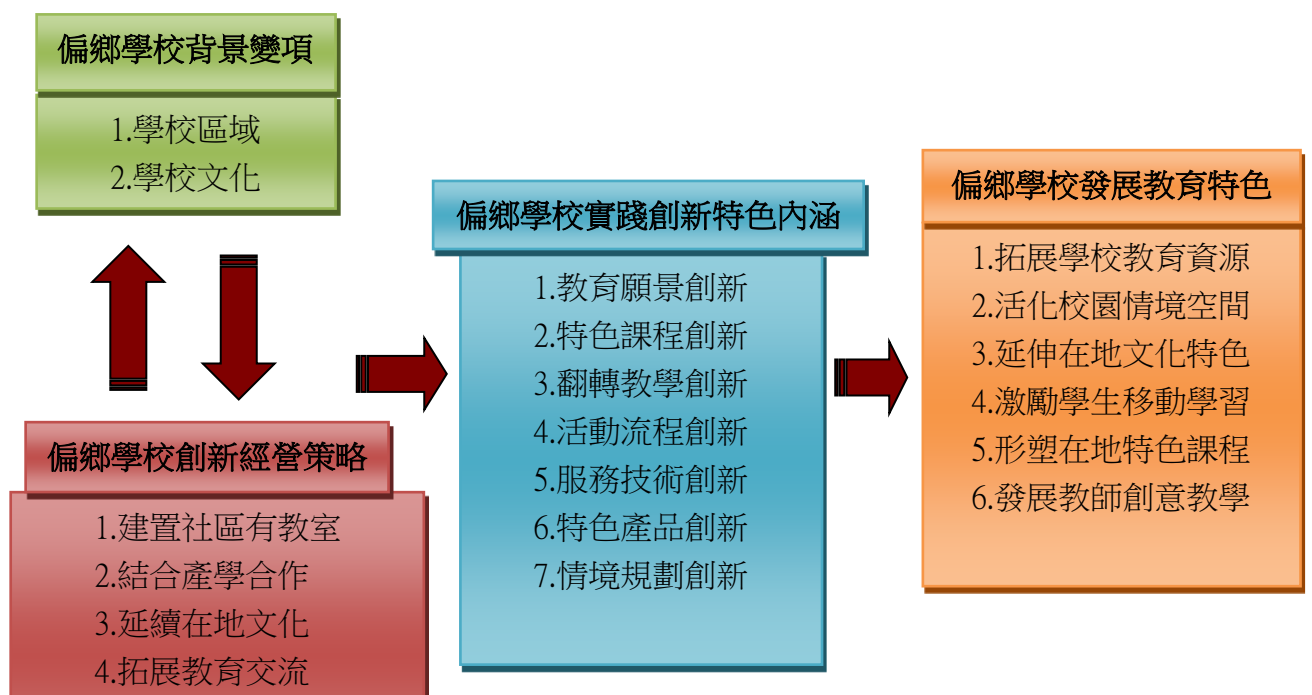 偏鄉學校背景變項
1.學校區域
2.學校文化
偏鄉學校創新經營策略
1.建置社區有教室
2.結合產學合作
3.延續在地文化
4.拓展教育交流
偏鄉學校實踐創新特色內涵
1.教育願景創新
2.特色課程創新
3.翻轉教學創新
4.活動流程創新
5.服務技術創新
6.特色產品創新
7.情境規劃創新
偏鄉學校發展教育特色
1.拓展學校教育資源
2.活化校園情境空間
3.延伸在地文化特色
4.激勵學生移動學習
5.形塑在地特色課程
6.發展教師創意教學